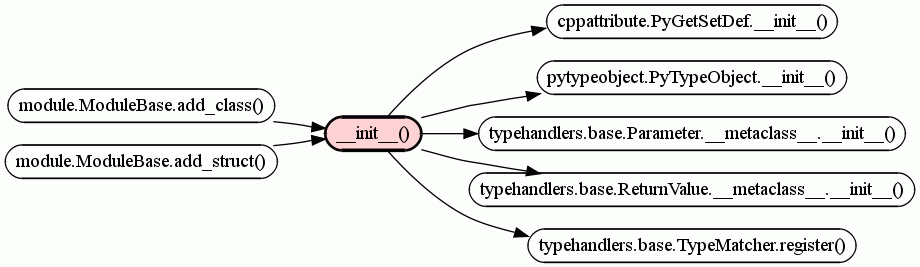 cppattribute.PyGetSetDef.__init__()
pytypeobject.PyTypeObject.__init__()
module.ModuleBase.add_class()
__init__()
typehandlers.base.Parameter.__metaclass__.__init__()
module.ModuleBase.add_struct()
typehandlers.base.ReturnValue.__metaclass__.__init__()
typehandlers.base.TypeMatcher.register()